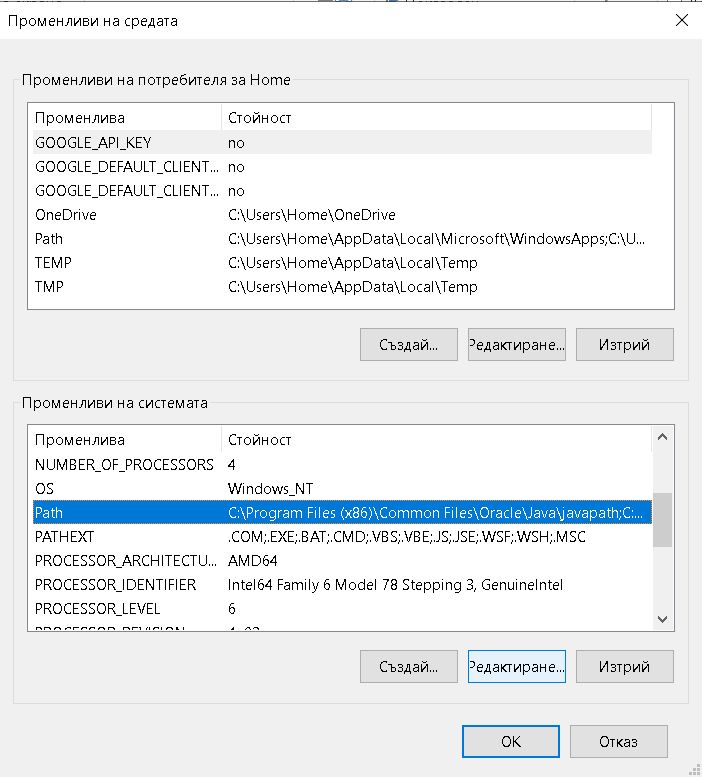 Променливи на средата
Променливи на потребителя за Home
Променлива Стойност
GOOGLE_API_KEY no
GOOGLE_DEFAULT_CLIENT... no
GOOGLE_DEFAULT_CLIENT... no
OneDrive C:\Users\Home\OneDrive
Path C:\Users\Home\AppData\Local\Microsoft\WindowsApps;C:\U...
TEMP C:\Users\Home\AppData\Local\Temp
TMP C:\Users\Home\AppData\Local\Temp
Създай... Редактиране... Изтрий
Променливи на системата
Променлива Стойност
NUMBER_OF_PROCESSORS 4
OS Windows_NT
Path C:\Program Files (x86)\Common Files\Oracle\Java\javapath;C:...
PATHEXT .COM;.EXE;.BAT;.CMD;.VBS;.VBE;.JS;.JSE;.WSF;.WSH;.MSC
PROCESSOR_ARCHITECTU... AMD64
PROCESSOR_IDENTIFIER Intel64 Family 6 Model 78 Stepping 3, GenuineIntel
PROCESSOR_LEVEL 6
Създай... Редактиране... Изтрий
OK Отказ